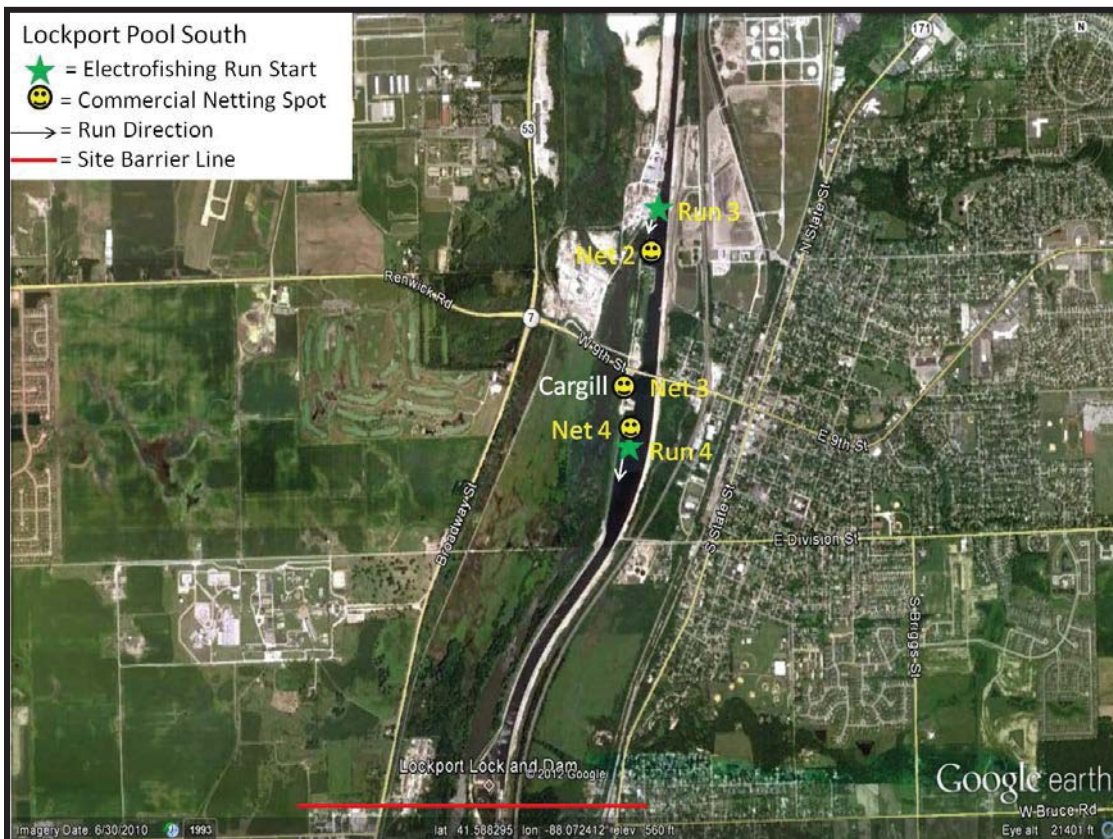 Lockport Pool South
= Electrofishing Run Start
= Commercial Netting Spot
= Run Direction
= Site Barrier Line
171
N
53
Run 3
N State St
Net 2
Renwick Rd
7
W 9th St
Cargill
Net 3
Net 4
Run 4
E 9th St
Broadway St
S State St
E Division St
S Briggs St
Lockport Lock and Dam
© 2012 Google
Google earth
W Bruce Rd
Imagery Date: 6/30/2010
1993
lat 41.588295 lon -88.072412° elev 560 ft
Eye alt 21401 ft